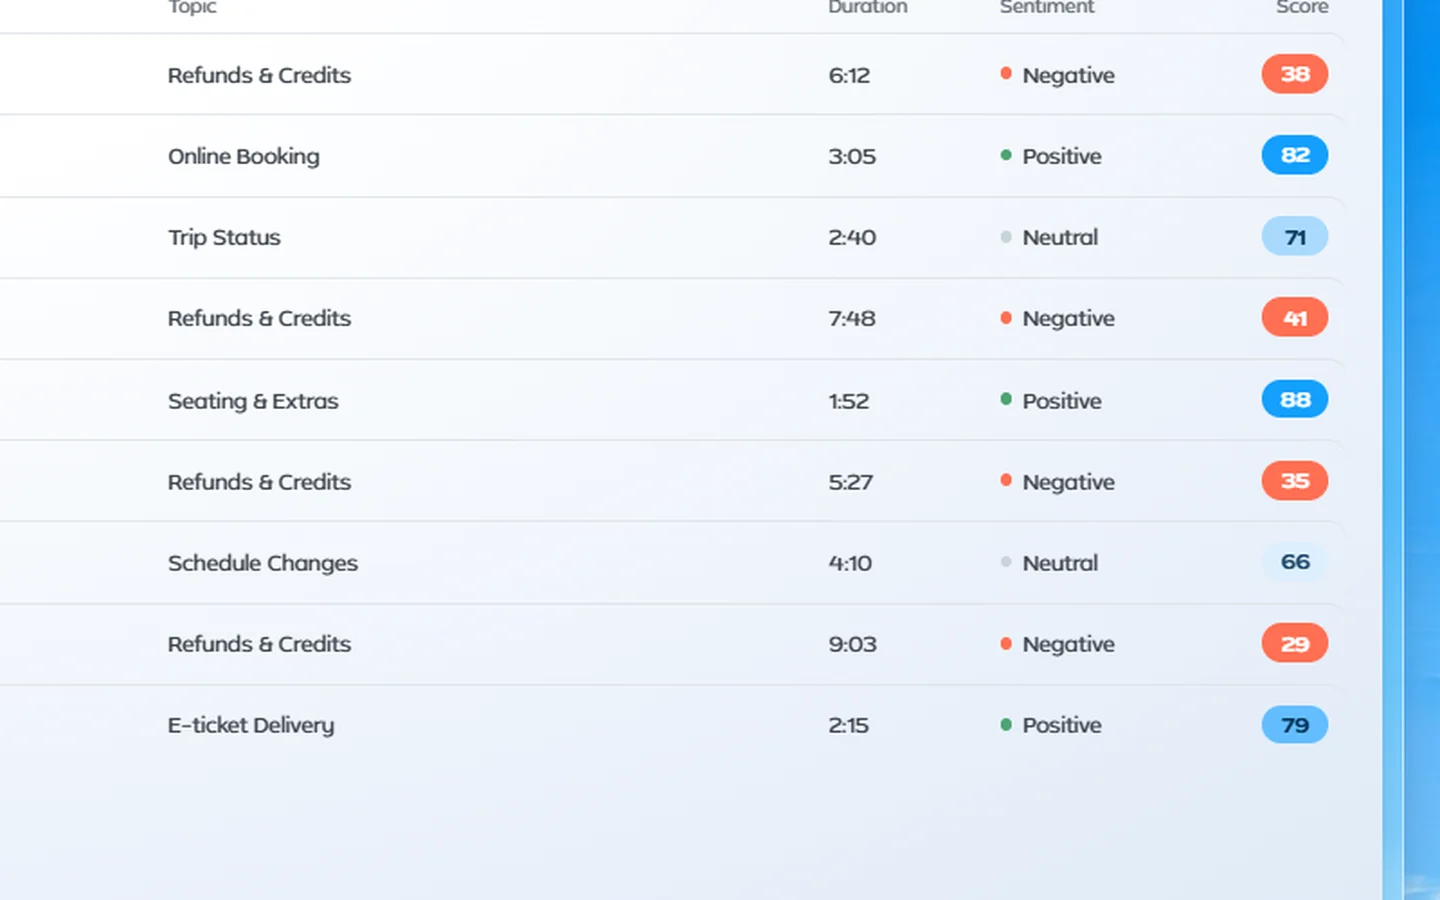 Topic Duration Sentiment Score
Refunds & Credits 6:12 Negative 38
Online Booking 3:05 Positive 82
Trip Status 2:40 Neutral 71
Refunds & Credits 7:48 Negative 41
Seating & Extras 1:52 Positive 88
Refunds & Credits 5:27 Negative 35
Schedule Changes 4:10 Neutral 66
Refunds & Credits 9:03 Negative 29
E-ticket Delivery 2:15 Positive 79